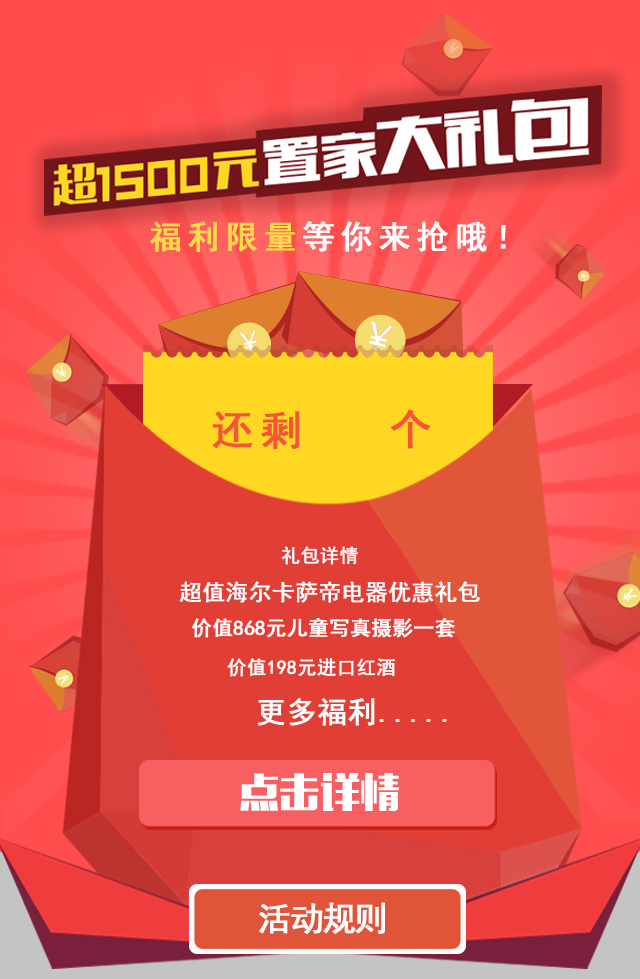 超1500元置家大礼包
福利限量等你来抢哦!
还剩 个
礼包详情
超值海尔卡萨帝电器优惠礼包
价值868元儿童写真摄影一套
价值198元进口红酒
更多福利.....
点击详情
活动规则